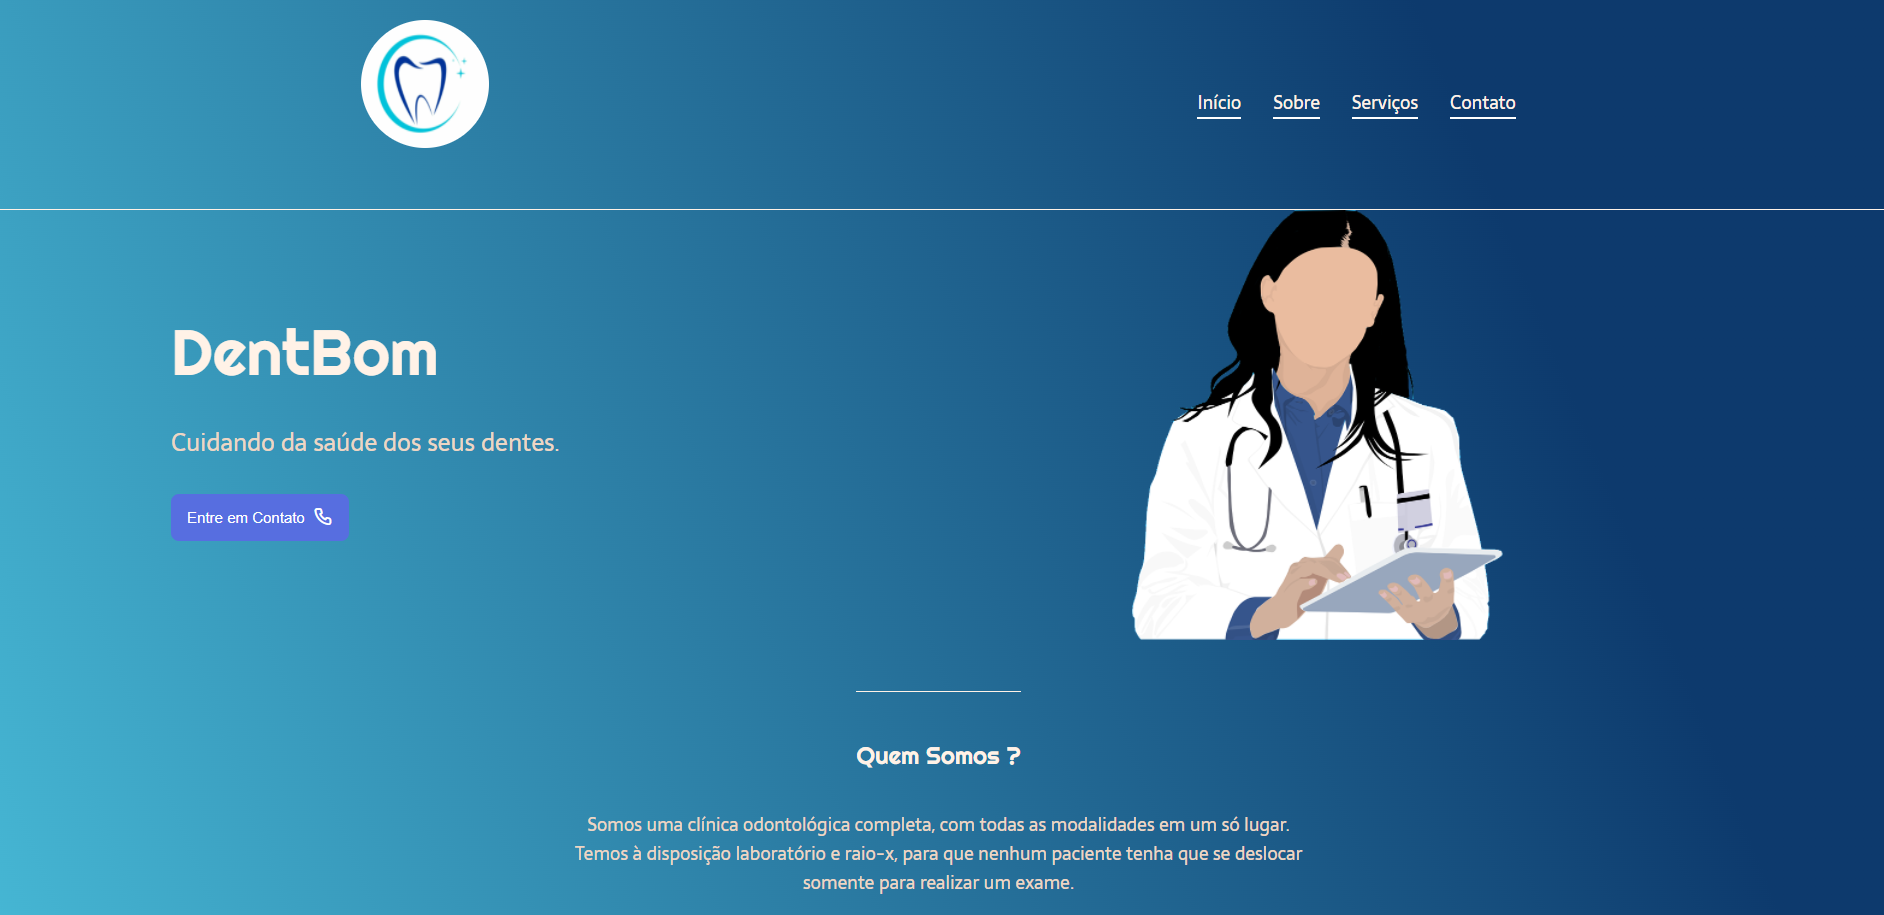 Início Sobre Serviços Contato
DentBom
Cuidando da saúde dos seus dentes.
Entre em Contato
Quem Somos ?
Somos uma clínica odontológica completa, com todas as modalidades em um só lugar.
Temos à disposição laboratório e raio-x, para que nenhum paciente tenha que se deslocar
somente para realizar um exame.